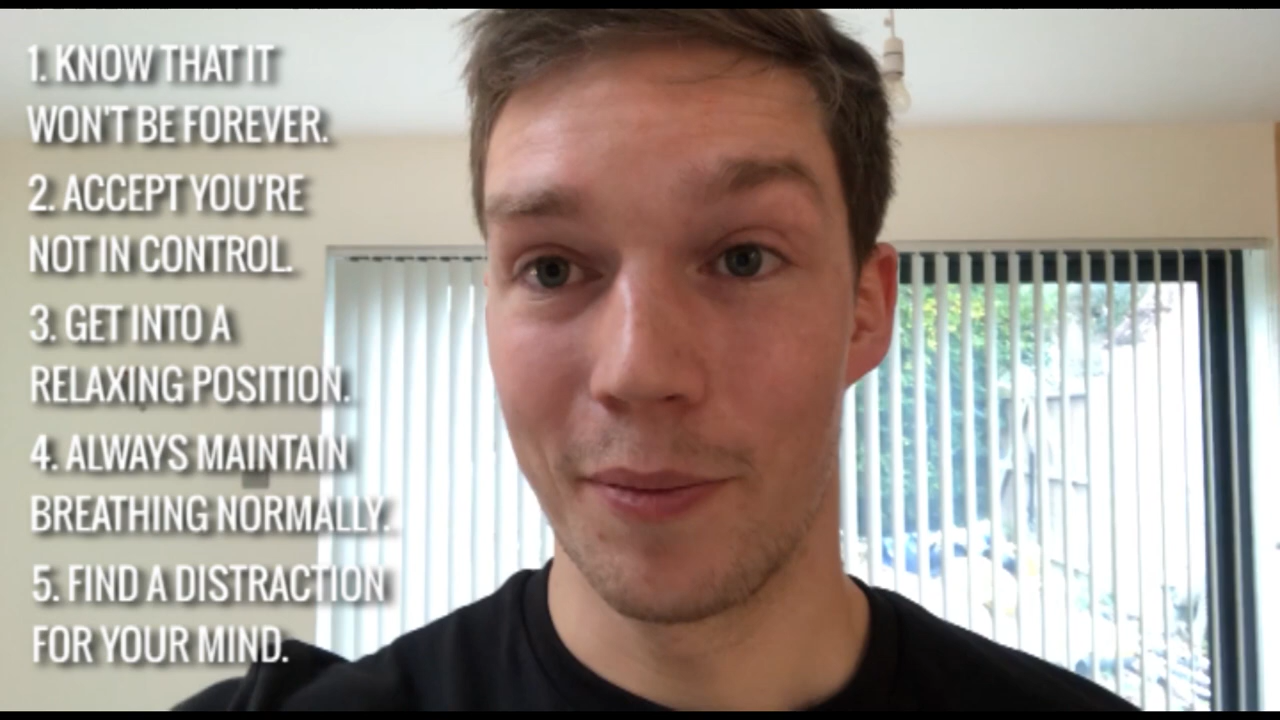 1. KNOW THAT IT
WON'T BE FOREVER.
2. ACCEPT YOU'RE
NOT IN CONTROL.
3. GET INTO A
RELAXING POSITION.
4. ALWAYS MAINTAIN
BREATHING NORMALLY.
5. FIND A DISTRACTION
FOR YOUR MIND.